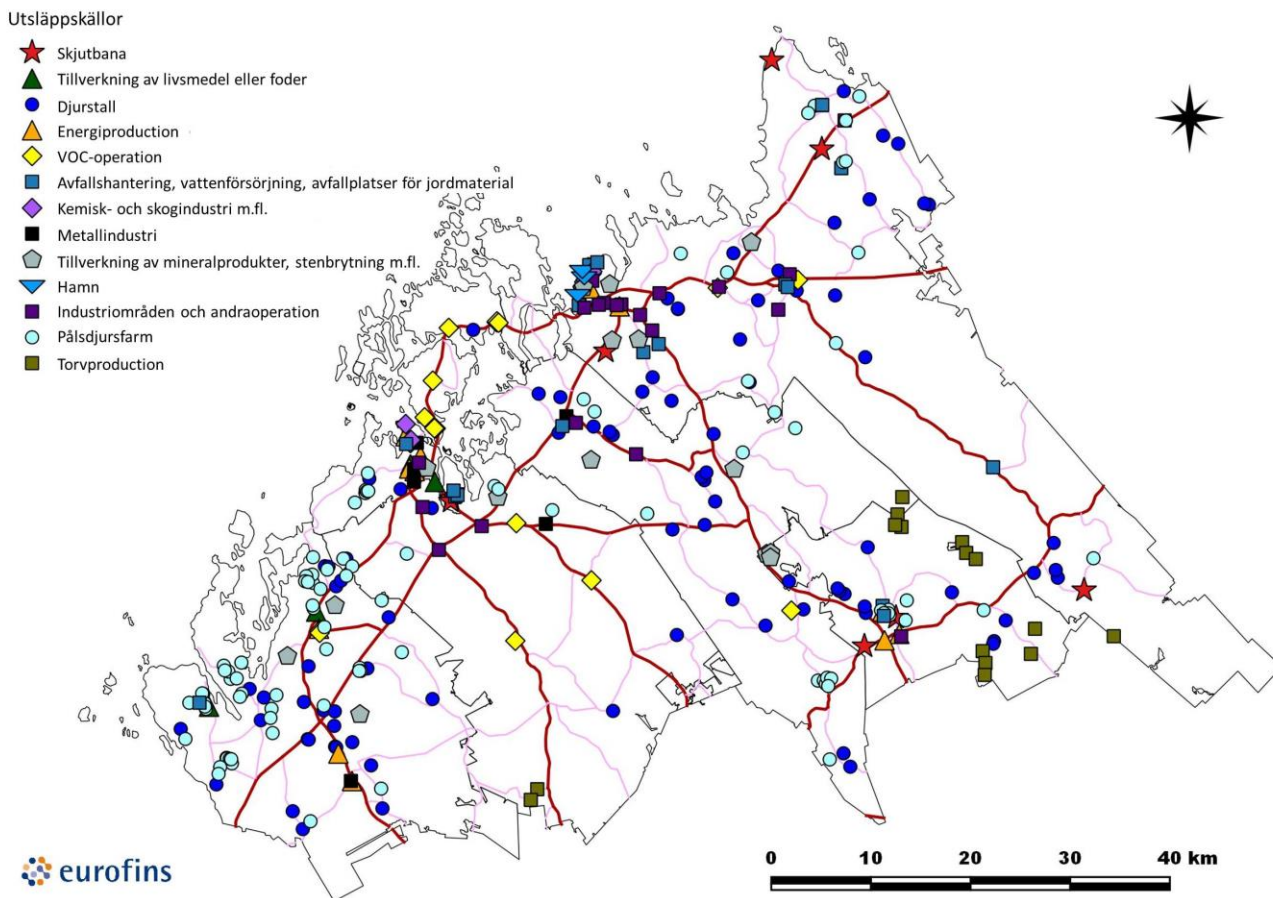 Utsläppskällor
Skjutbana
Tillverkning av livsmedel eller foder
Djurstall
Energiproduction
VOC-operation
Avfallshantering, vattenförsörjning, avfallplatser för jordmaterial
Kemisk- och skogindustri m.fl.
Metallindustri
Tillverkning av mineralprodukter, stenbrytning m.fl.
Hamn
Industriområden och andraoperation
Pålsdjursfarm
Torvproduction
eurofins
0 10 20 30 40 km